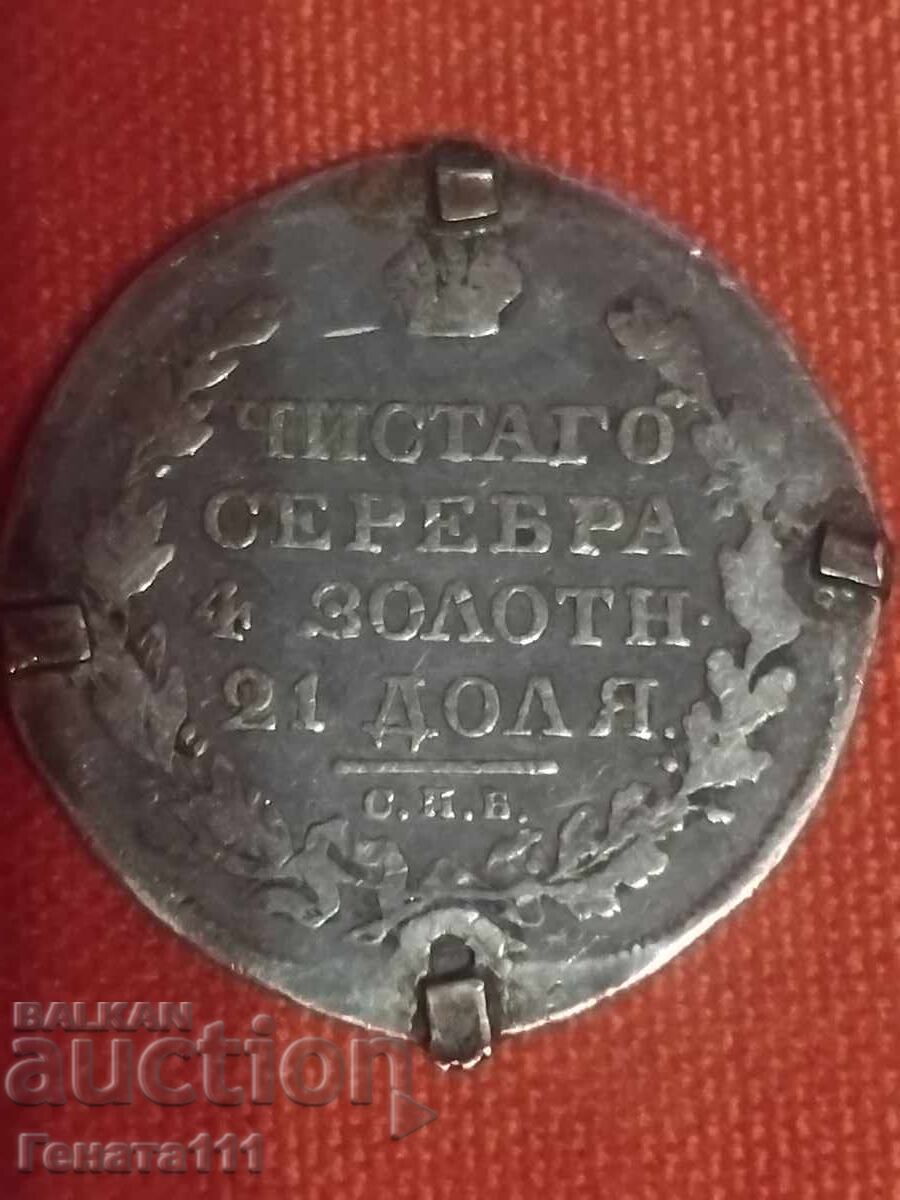 ЧИСТАГО
СЕРЕБРА
4 ЗОЛОТН.
21 ДОЛЯ.
С.П.Б.
BALKAN
auction
Гената111